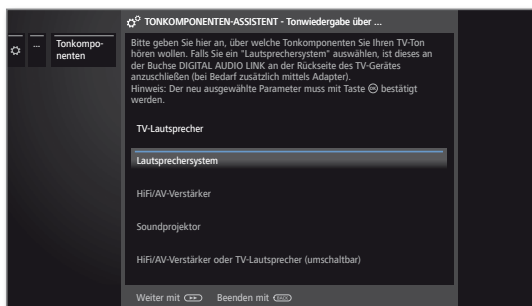 TONKOMPONENTEN-ASSISTENT - Tonwiedergabe über ...
...
Tonkompo-
nenten
Bitte geben Sie hier an, über welche Tonkomponenten Sie Ihren TV-Ton
hören wollen. Falls Sie ein "Lautsprechersystem" auswählen, ist dieses an
der Buchse DIGITAL AUDIO LINK an der Rückseite des TV-Gerätes
anzuschließen (bei Bedarf zusätzlich mittels Adapter).
Hinweis: Der neu ausgewählte Parameter muss mit Taste OK bestätigt
werden.
TV-Lautsprecher
Lautsprechersystem
HiFi/AV-Verstärker
Soundprojektor
HiFi/AV-Verstärker oder TV-Lautsprecher (umschaltbar)
Weiter mit Beenden mit BACK